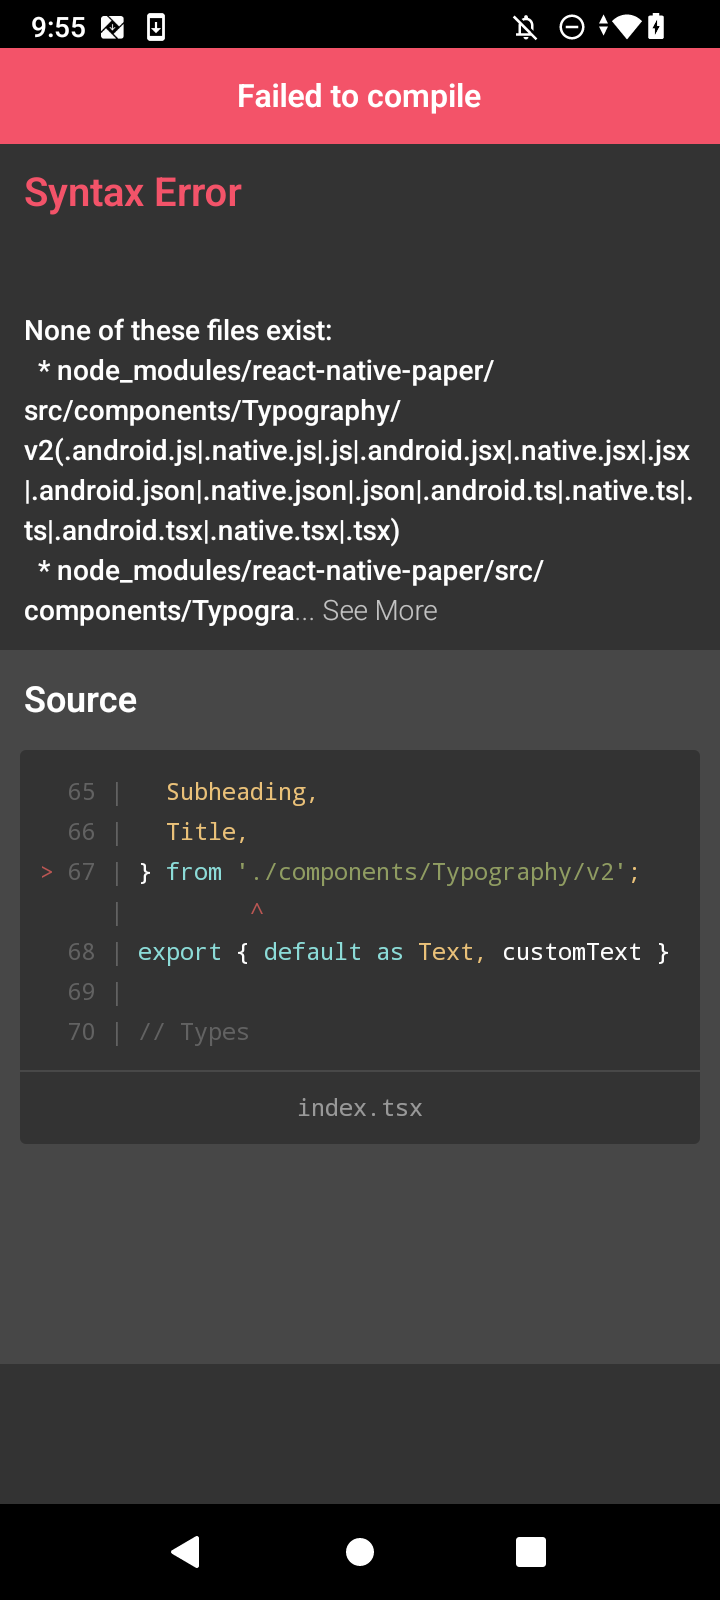 9:55
Failed to compile
Syntax Error
None of these files exist:
* node_modules/react-native-paper/
src/components/Typography/
v2(.android.js|.native.js|.js|.android.jsx|.native.jsx|.jsx
|.android.json|.native.json|.json|.android.ts|.native.ts|.
ts|.android.tsx|.native.tsx|.tsx)
* node_modules/react-native-paper/src/
components/Typogra... See More
Source
65 |   Subheading,
66 |   Title,
> 67 | } from './components/Typography/v2';
|         ^
68 | export { default as Text, customText }
69 |
70 | // Types
index.tsx